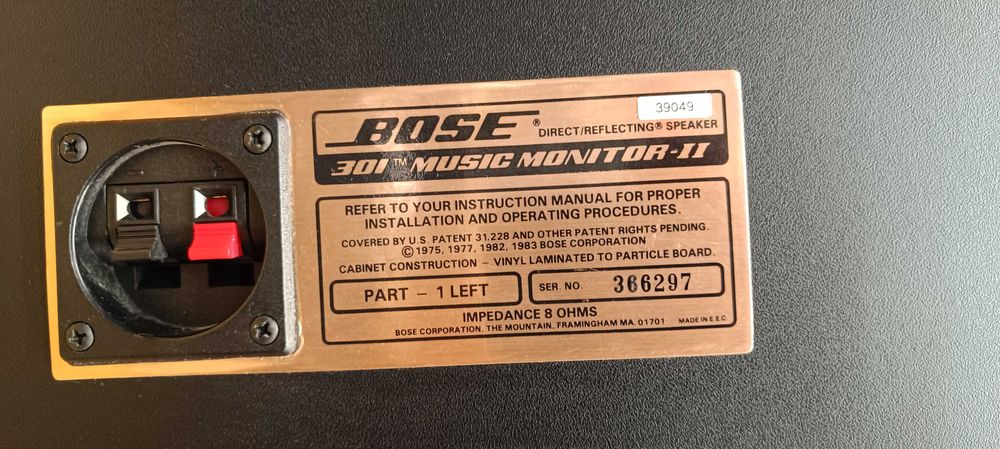 39049
BOSE® DIRECT/REFLECTING® SPEAKER
301™ MUSIC MONITOR-II
REFER TO YOUR INSTRUCTION MANUAL FOR PROPER
INSTALLATION AND OPERATING PROCEDURES.
COVERED BY U.S. PATENT 31,228 AND OTHER PATENT RIGHTS PENDING.
©1975, 1977, 1982, 1983 BOSE CORPORATION
CABINET CONSTRUCTION – VINYL LAMINATED TO PARTICLE BOARD.
PART – 1 LEFT
SER. NO. 366297
IMPEDANCE 8 OHMS
BOSE CORPORATION, THE MOUNTAIN, FRAMINGHAM MA. 01701 MADE IN E.E.C